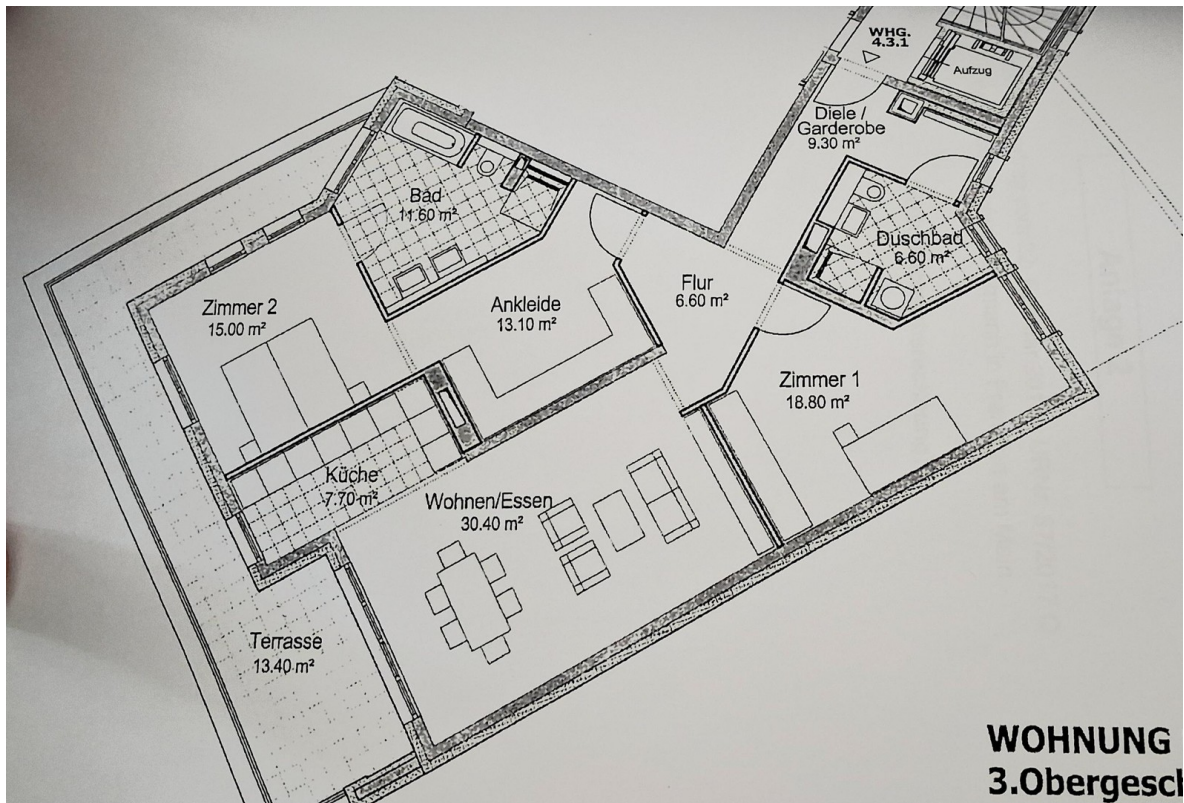 WHG.
4.3.1
Aufzug
Diele /
Garderobe
9.30 m²
Bad
11.60 m²
Duschbad
6.60 m²
Flur
6.60 m²
Ankleide
13.10 m²
Zimmer 2
15.00 m²
Zimmer 1
18.80 m²
Küche
7.70 m²
Wohnen/Essen
30.40 m²
Terrasse
13.40 m²
WOHNUNG
3.Obergesch